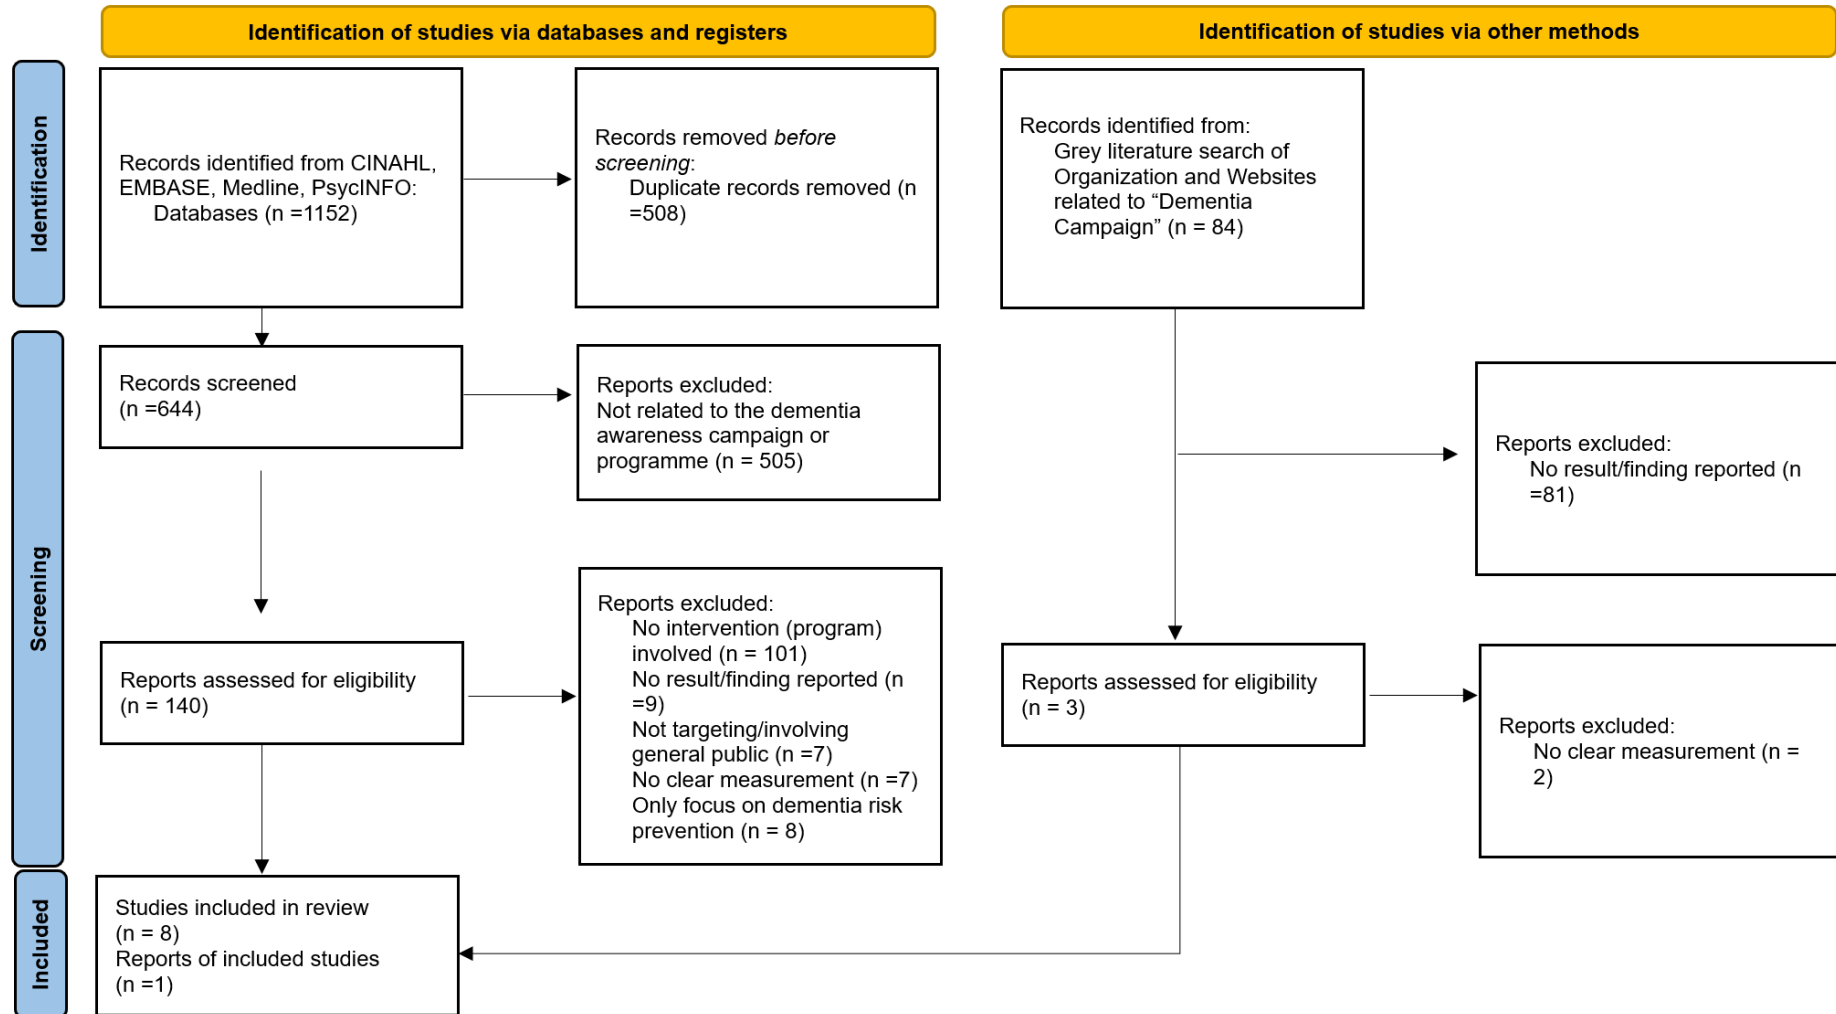 Identification of studies via databases and registers
Identification of studies via other methods
Identification
Records identified from CINAHL,
EMBASE, Medline, PsycINFO:
Databases (n =1152)
Records removed before
screening:
Duplicate records removed (n
=508)
Records identified from:
Grey literature search of
Organization and Websites
related to “Dementia
Campaign” (n = 84)
Screening
Records screened
(n =644)
Reports excluded:
Not related to the dementia
awareness campaign or
programme (n = 505)
Reports excluded:
No result/finding reported (n
=81)
Reports assessed for eligibility
(n = 140)
Reports excluded:
No intervention (program)
involved (n = 101)
No result/finding reported (n
=9)
Not targeting/involving
general public (n =7)
No clear measurement (n =7)
Only focus on dementia risk
prevention (n = 8)
Reports assessed for eligibility
(n = 3)
Reports excluded:
No clear measurement (n =
2)
Included
Studies included in review
(n = 8)
Reports of included studies
(n =1)